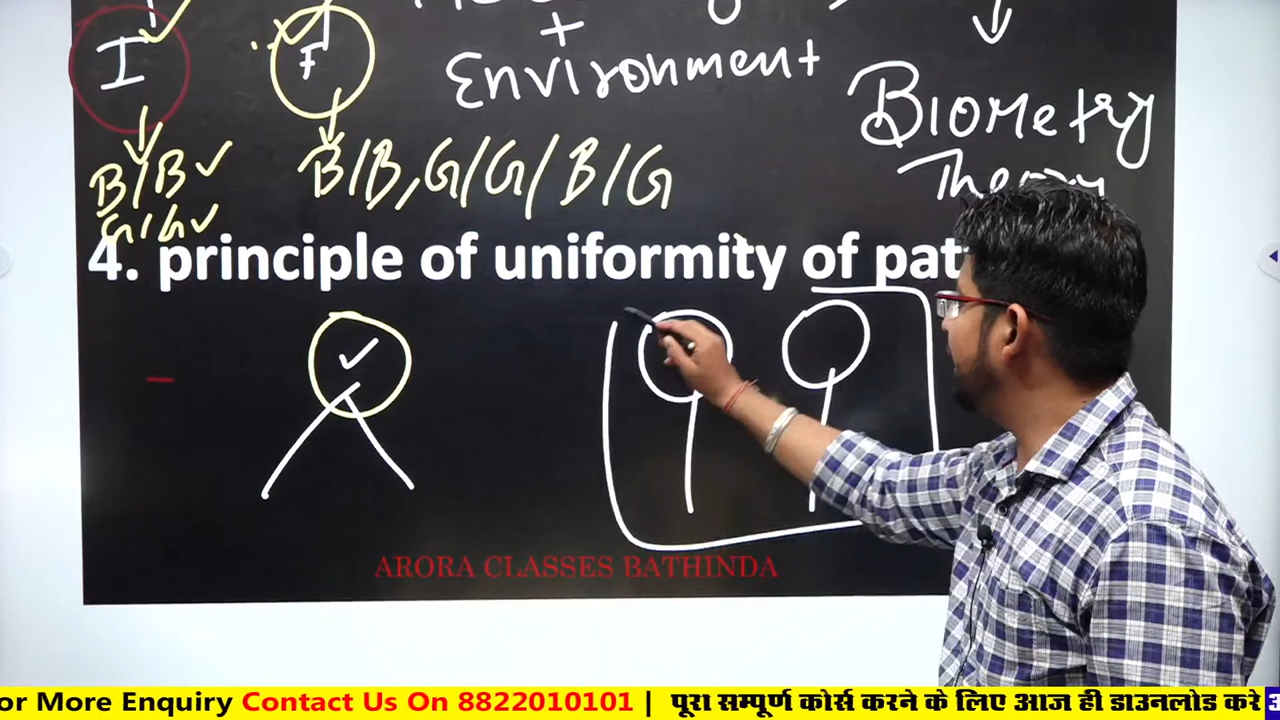 I
F
+
Environment
Biometry
Theory
B/B ✓
G/G ✓
B/B, G/G/ B/G
4. principle of uniformity of pat
ARORA CLASSES BATHINDA
or More Enquiry Contact Us On 8822010101 | पूरा सम्पूर्ण कोर्स करने के लिए आज ही डाउनलोड करे